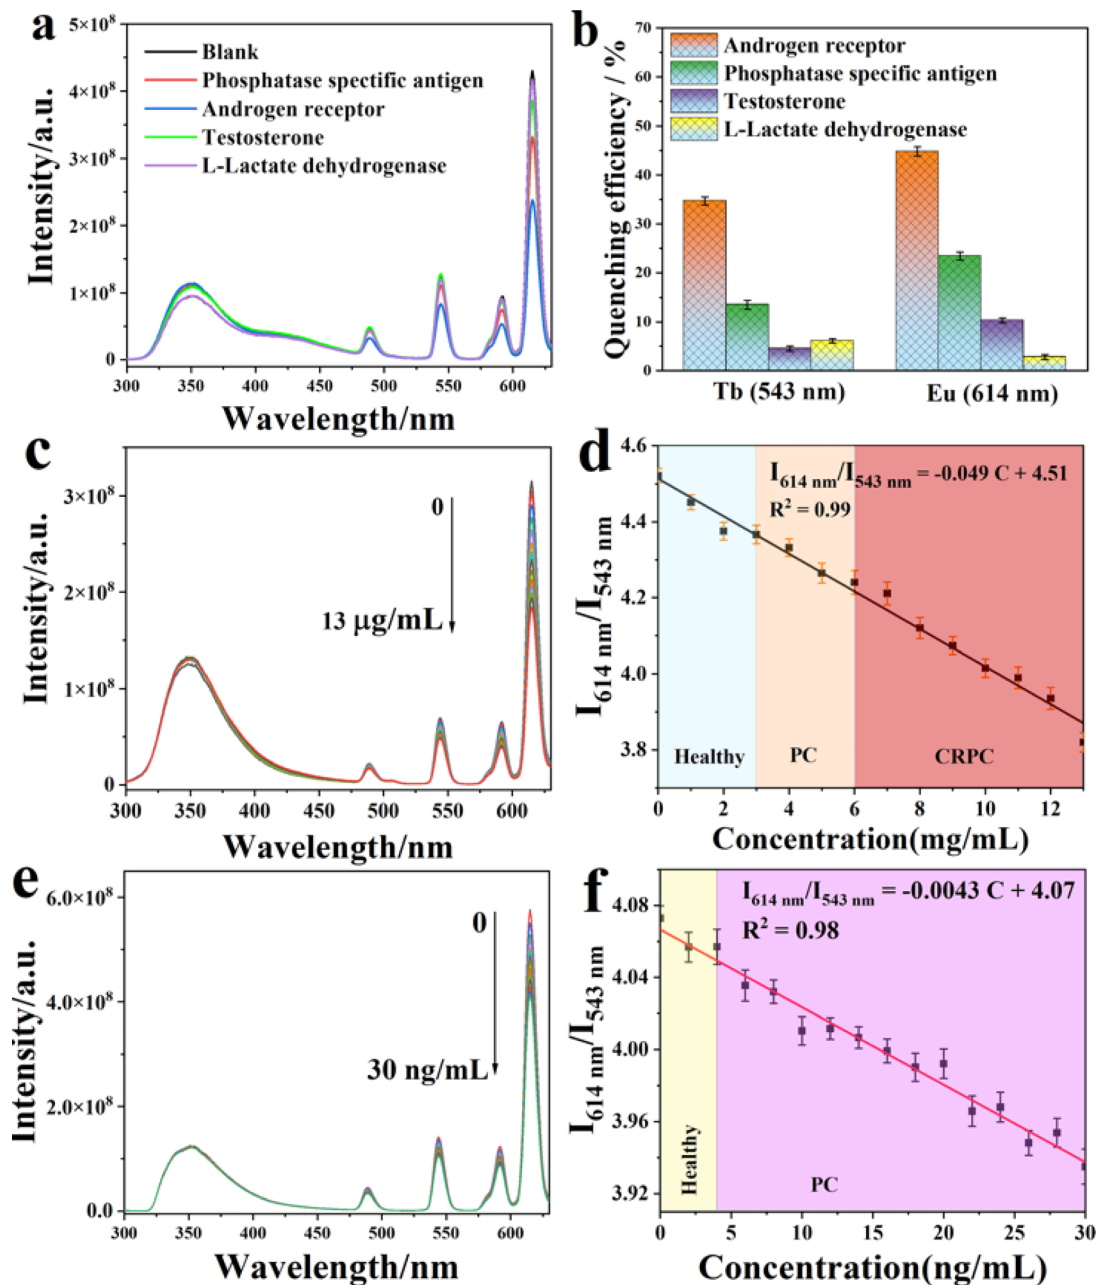 a
Blank
Phosphatase spectific antigen
Androgen receptor
Testosterone
L-Lactate dehydrogenase
4×10⁸
3×10⁸
2×10⁸
1×10⁸
0
300 350 400 450 500 550 600
Intensity/a.u.
Wavelength/nm
b
Androgen receptor
Phosphatase specific antigen
Testosterone
L-Lactate dehydrogenase
70
60
50
40
30
20
10
0
Quenching efficiency / %
Tb (543 nm) Eu (614 nm)
c
0
13 μg/mL
3×10⁸
2×10⁸
1×10⁸
0
300 350 400 450 500 550 600
Intensity/a.u.
Wavelength/nm
d
I614 nm/I543 nm = -0.049 C + 4.51
R² = 0.99
4.6
4.4
4.2
4.0
3.8
Healthy PC CRPC
0 2 4 6 8 10 12
I614 nm/I543 nm
Concentration(mg/mL)
e
0
30 ng/mL
6.0×10⁸
4.0×10⁸
2.0×10⁸
0.0
300 350 400 450 500 550 600
Intensity/a.u.
Wavelength/nm
f
I614 nm/I543 nm = -0.0043 C + 4.07
R² = 0.98
4.08
4.04
4.00
3.96
3.92
Healthy PC
0 5 10 15 20 25 30
I614 nm/I543 nm
Concentration(ng/mL)